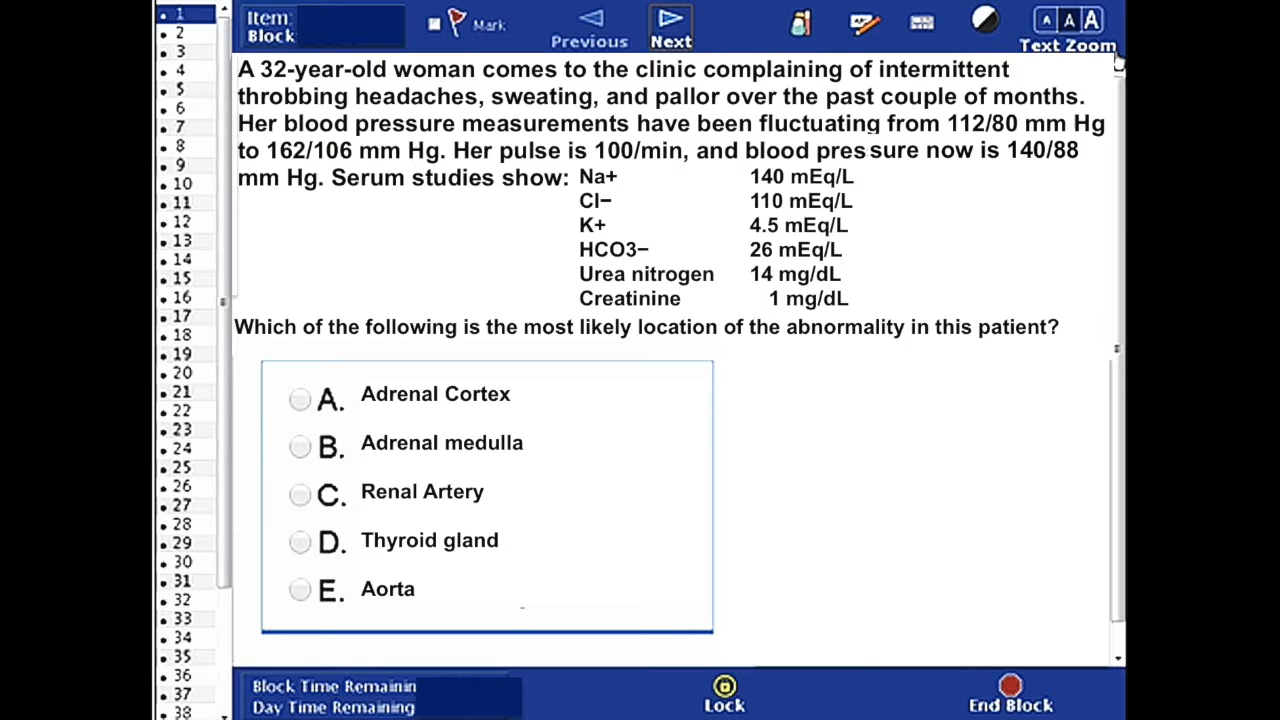 Item:
Block
Mark
Previous
Next
Text Zoom
A A A
1
2
3
4
5
6
7
8
9
10
11
12
13
14
15
16
17
18
19
20
21
22
23
24
25
26
27
28
29
30
31
32
33
34
35
36
37
38
A 32-year-old woman comes to the clinic complaining of intermittent
throbbing headaches, sweating, and pallor over the past couple of months.
Her blood pressure measurements have been fluctuating from 112/80 mm Hg
to 162/106 mm Hg. Her pulse is 100/min, and blood pressure now is 140/88
mm Hg. Serum studies show: Na+ 140 mEq/L
Cl− 110 mEq/L
K+ 4.5 mEq/L
HCO3− 26 mEq/L
Urea nitrogen 14 mg/dL
Creatinine 1 mg/dL
Which of the following is the most likely location of the abnormality in this patient?
A. Adrenal Cortex
B. Adrenal medulla
C. Renal Artery
D. Thyroid gland
E. Aorta
Block Time Remainin
Day Time Remaining
Lock
End Block